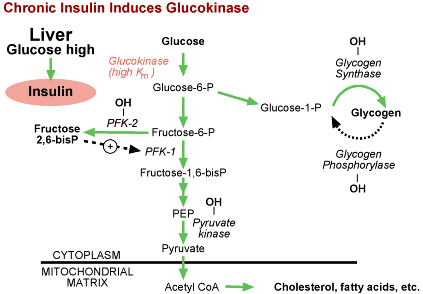 Chronic Insulin Induces Glucokinase
Liver
Glucose high
Insulin
Glucose
Glucokinase
(high Km)
Glucose-6-P
Glucose-1-P
OH
Glycogen
Synthase
Glycogen
Glycogen
Phosphorylase
OH
OH
PFK-2
Fructose
2,6-bisP
Fructose-6-P
+
PFK-1
Fructose-1,6-bisP
PEP
OH
Pyruvate
kinase
Pyruvate
CYTOPLASM
MITOCHONDRIAL
MATRIX
Acetyl CoA
Cholesterol, fatty acids, etc.